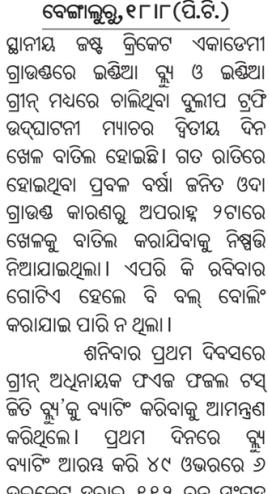 ବେଙ୍ଗାଲୁରୁ,୧୮।୮(ପି.ଟି.)
ସ୍ଥାନୀୟ ଜଷ୍ଟ କ୍ରିକେଟ ଏକାଡେମୀ
ଗ୍ରାଉଣ୍ଡରେ ଇଣ୍ଡିଆ ବ୍ଲୁ ଓ ଇଣ୍ଡିଆ
ଗ୍ରୀନ୍ ମଧ୍ୟରେ ଚାଲିଥିବା ଦୁଲୀପ ଟ୍ରଫି
ଉଦ୍‌ଘାଟନୀ ମ୍ୟାଚର ଦ୍ୱିତୀୟ ଦିନ
ଖେଳ ବାତିଲ ହୋଇଛି। ଗତ ରାତିରେ
ହୋଇଥିବା ପ୍ରବଳ ବର୍ଷା ଜନିତ ଓଦା
ଗ୍ରାଉଣ୍ଡ କାରଣରୁ ଅପରାହ୍ନ ୨ଟାରେ
ଖେଳକୁ ବାତିଲ କରାଯିବାକୁ ନିଷ୍ପତ୍ତି
ନିଆଯାଇଥିଲା। ଏପରି କି ରବିବାର
ଗୋଟିଏ ହେଲେ ବି ବଲ୍ ବୋଲିଂ
କରାଯାଇ ପାରି ନ ଥିଲା।
ଶନିବାର ପ୍ରଥମ ଦିବସରେ
ଗ୍ରୀନ୍ ଅଧିନାୟକ ଫଏଜ ଫଜଲ ଟସ୍
ଜିତି ବ୍ଲୁ'କୁ ବ୍ୟାଟିଂ କରିବାକୁ ଆମନ୍ତ୍ରଣ
କରିଥିଲେ। ପ୍ରଥମ ଦିନରେ ବ୍ଲୁ
ବ୍ୟାଟିଂ ଆରମ୍ଭ କରି ୪୯ ଓଭରରେ ୬